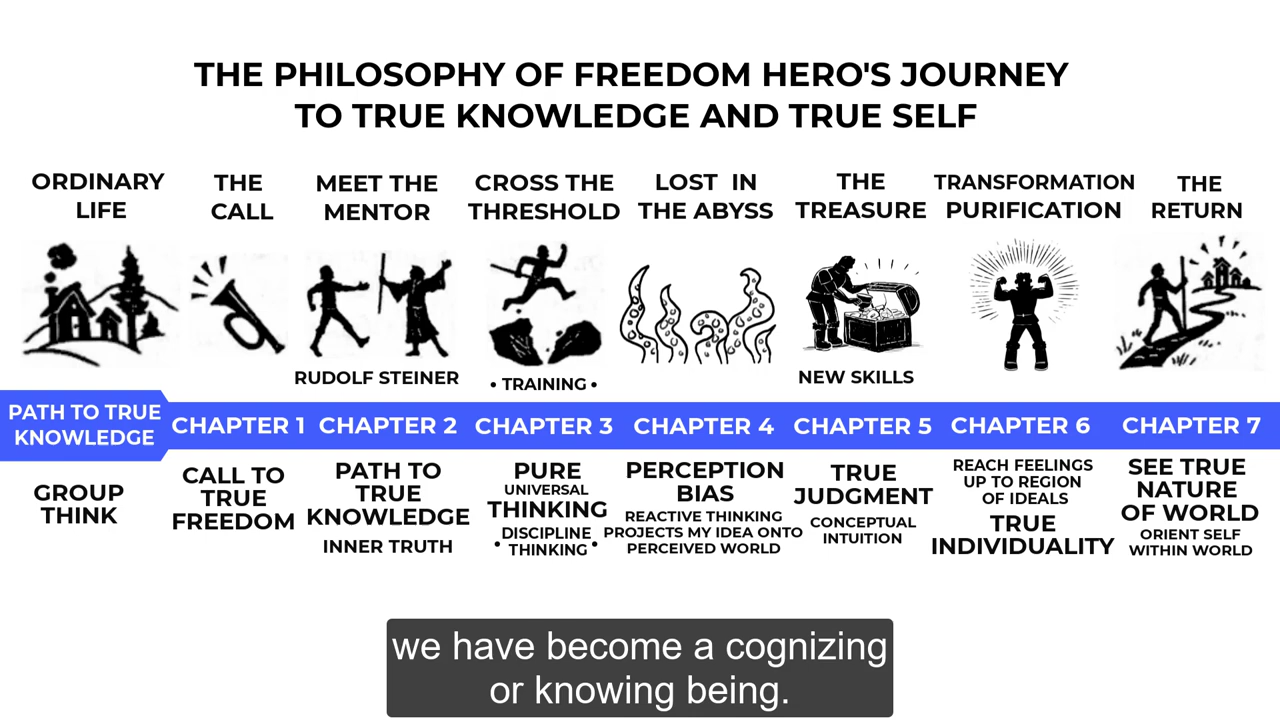 THE PHILOSOPHY OF FREEDOM HERO'S JOURNEY
TO TRUE KNOWLEDGE AND TRUE SELF
ORDINARY
LIFE
THE
CALL
MEET THE
MENTOR
CROSS THE
THRESHOLD
LOST IN
THE ABYSS
THE
TREASURE
TRANSFORMATION
PURIFICATION
THE
RETURN
RUDOLF STEINER
• TRAINING •
NEW SKILLS
PATH TO TRUE
KNOWLEDGE
CHAPTER 1
CHAPTER 2
CHAPTER 3
CHAPTER 4
CHAPTER 5
CHAPTER 6
CHAPTER 7
GROUP
THINK
CALL TO
TRUE
FREEDOM
PATH TO
TRUE
KNOWLEDGE
INNER TRUTH
PURE
UNIVERSAL
THINKING
• DISCIPLINE •
THINKING
PERCEPTION
BIAS
REACTIVE THINKING
PROJECTS MY IDEA ONTO
PERCEIVED WORLD
TRUE
JUDGMENT
CONCEPTUAL
INTUITION
REACH FEELINGS
UP TO REGION
OF IDEALS
TRUE
INDIVIDUALITY
SEE TRUE
NATURE
OF WORLD
ORIENT SELF
WITHIN WORLD
we have become a cognizing
or knowing being.